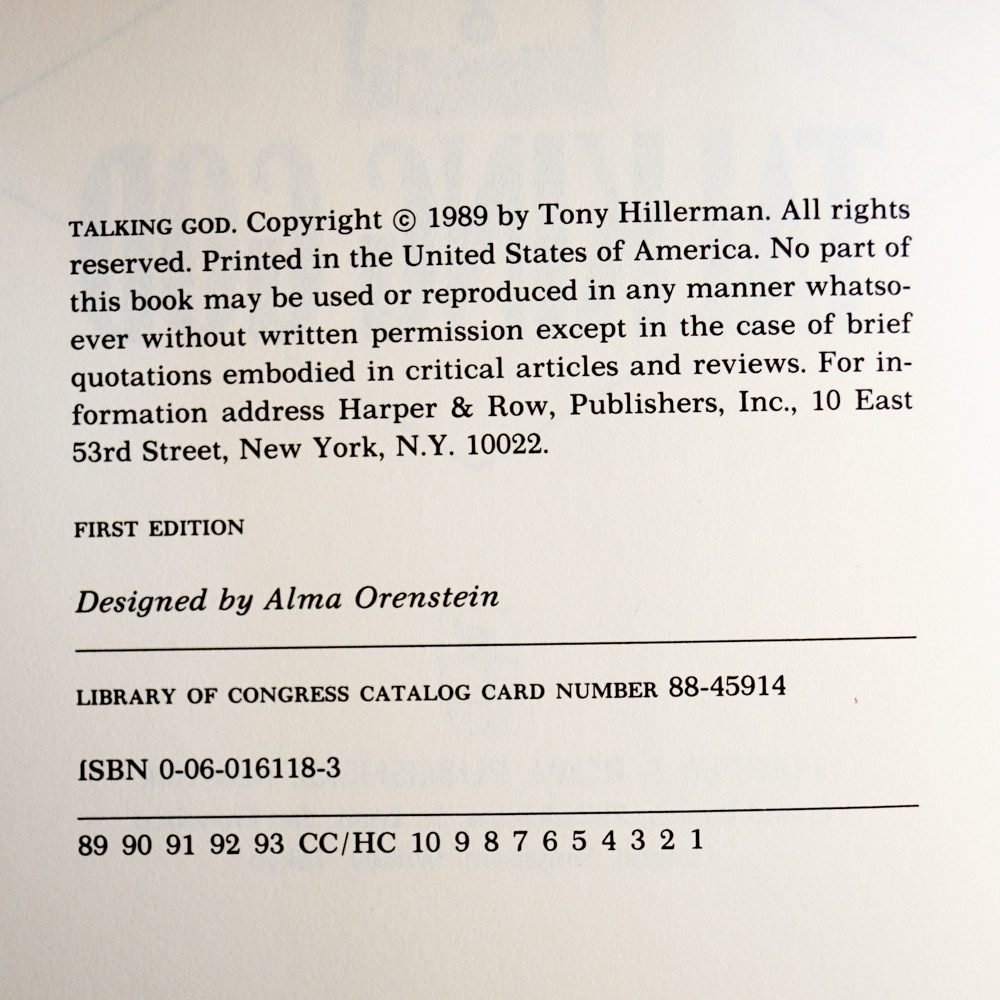 TALKING GOD. Copyright © 1989 by Tony Hillerman. All rights
reserved. Printed in the United States of America. No part of
this book may be used or reproduced in any manner whatso-
ever without written permission except in the case of brief
quotations embodied in critical articles and reviews. For in-
formation address Harper & Row, Publishers, Inc., 10 East
53rd Street, New York, N.Y. 10022.
FIRST EDITION
Designed by Alma Orenstein
LIBRARY OF CONGRESS CATALOG CARD NUMBER 88-45914
ISBN 0-06-016118-3
89 90 91 92 93 CC/HC 10 9 8 7 6 5 4 3 2 1